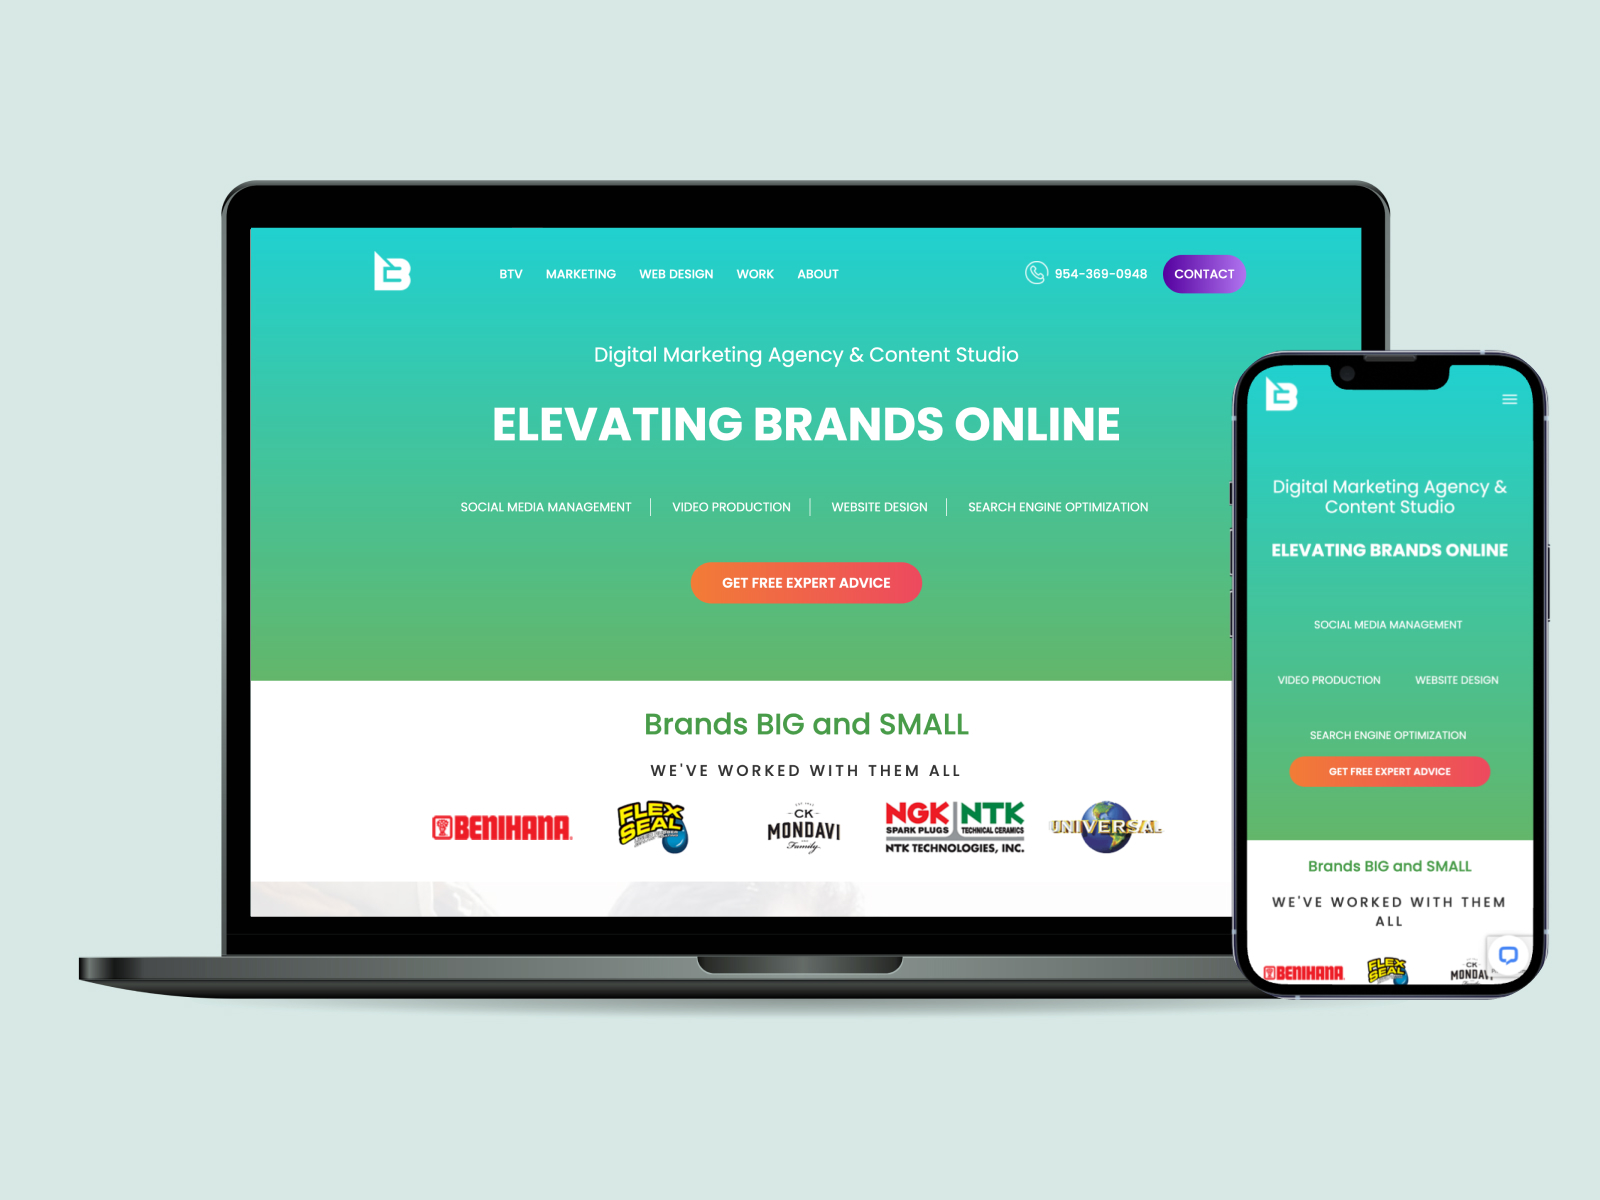 BTV MARKETING WEB DESIGN WORK ABOUT 954-369-0948 CONTACT
Digital Marketing Agency & Content Studio
ELEVATING BRANDS ONLINE
SOCIAL MEDIA MANAGEMENT VIDEO PRODUCTION WEBSITE DESIGN SEARCH ENGINE OPTIMIZATION
GET FREE EXPERT ADVICE
Brands BIG and SMALL
WE'VE WORKED WITH THEM ALL
BENIHANA
FLEX
SEAL
CK
MONDAVI
Family
NGK NTK
SPARK PLUGS TECHNICAL CERAMICS
NTK TECHNOLOGIES, INC.
UNIVERSAL
Digital Marketing Agency &
Content Studio
ELEVATING BRANDS ONLINE
SOCIAL MEDIA MANAGEMENT
VIDEO PRODUCTION WEBSITE DESIGN
SEARCH ENGINE OPTIMIZATION
GET FREE EXPERT ADVICE
Brands BIG and SMALL
WE'VE WORKED WITH THEM
ALL
BENIHANA
FLEX
SEAL
CK
MONDAV